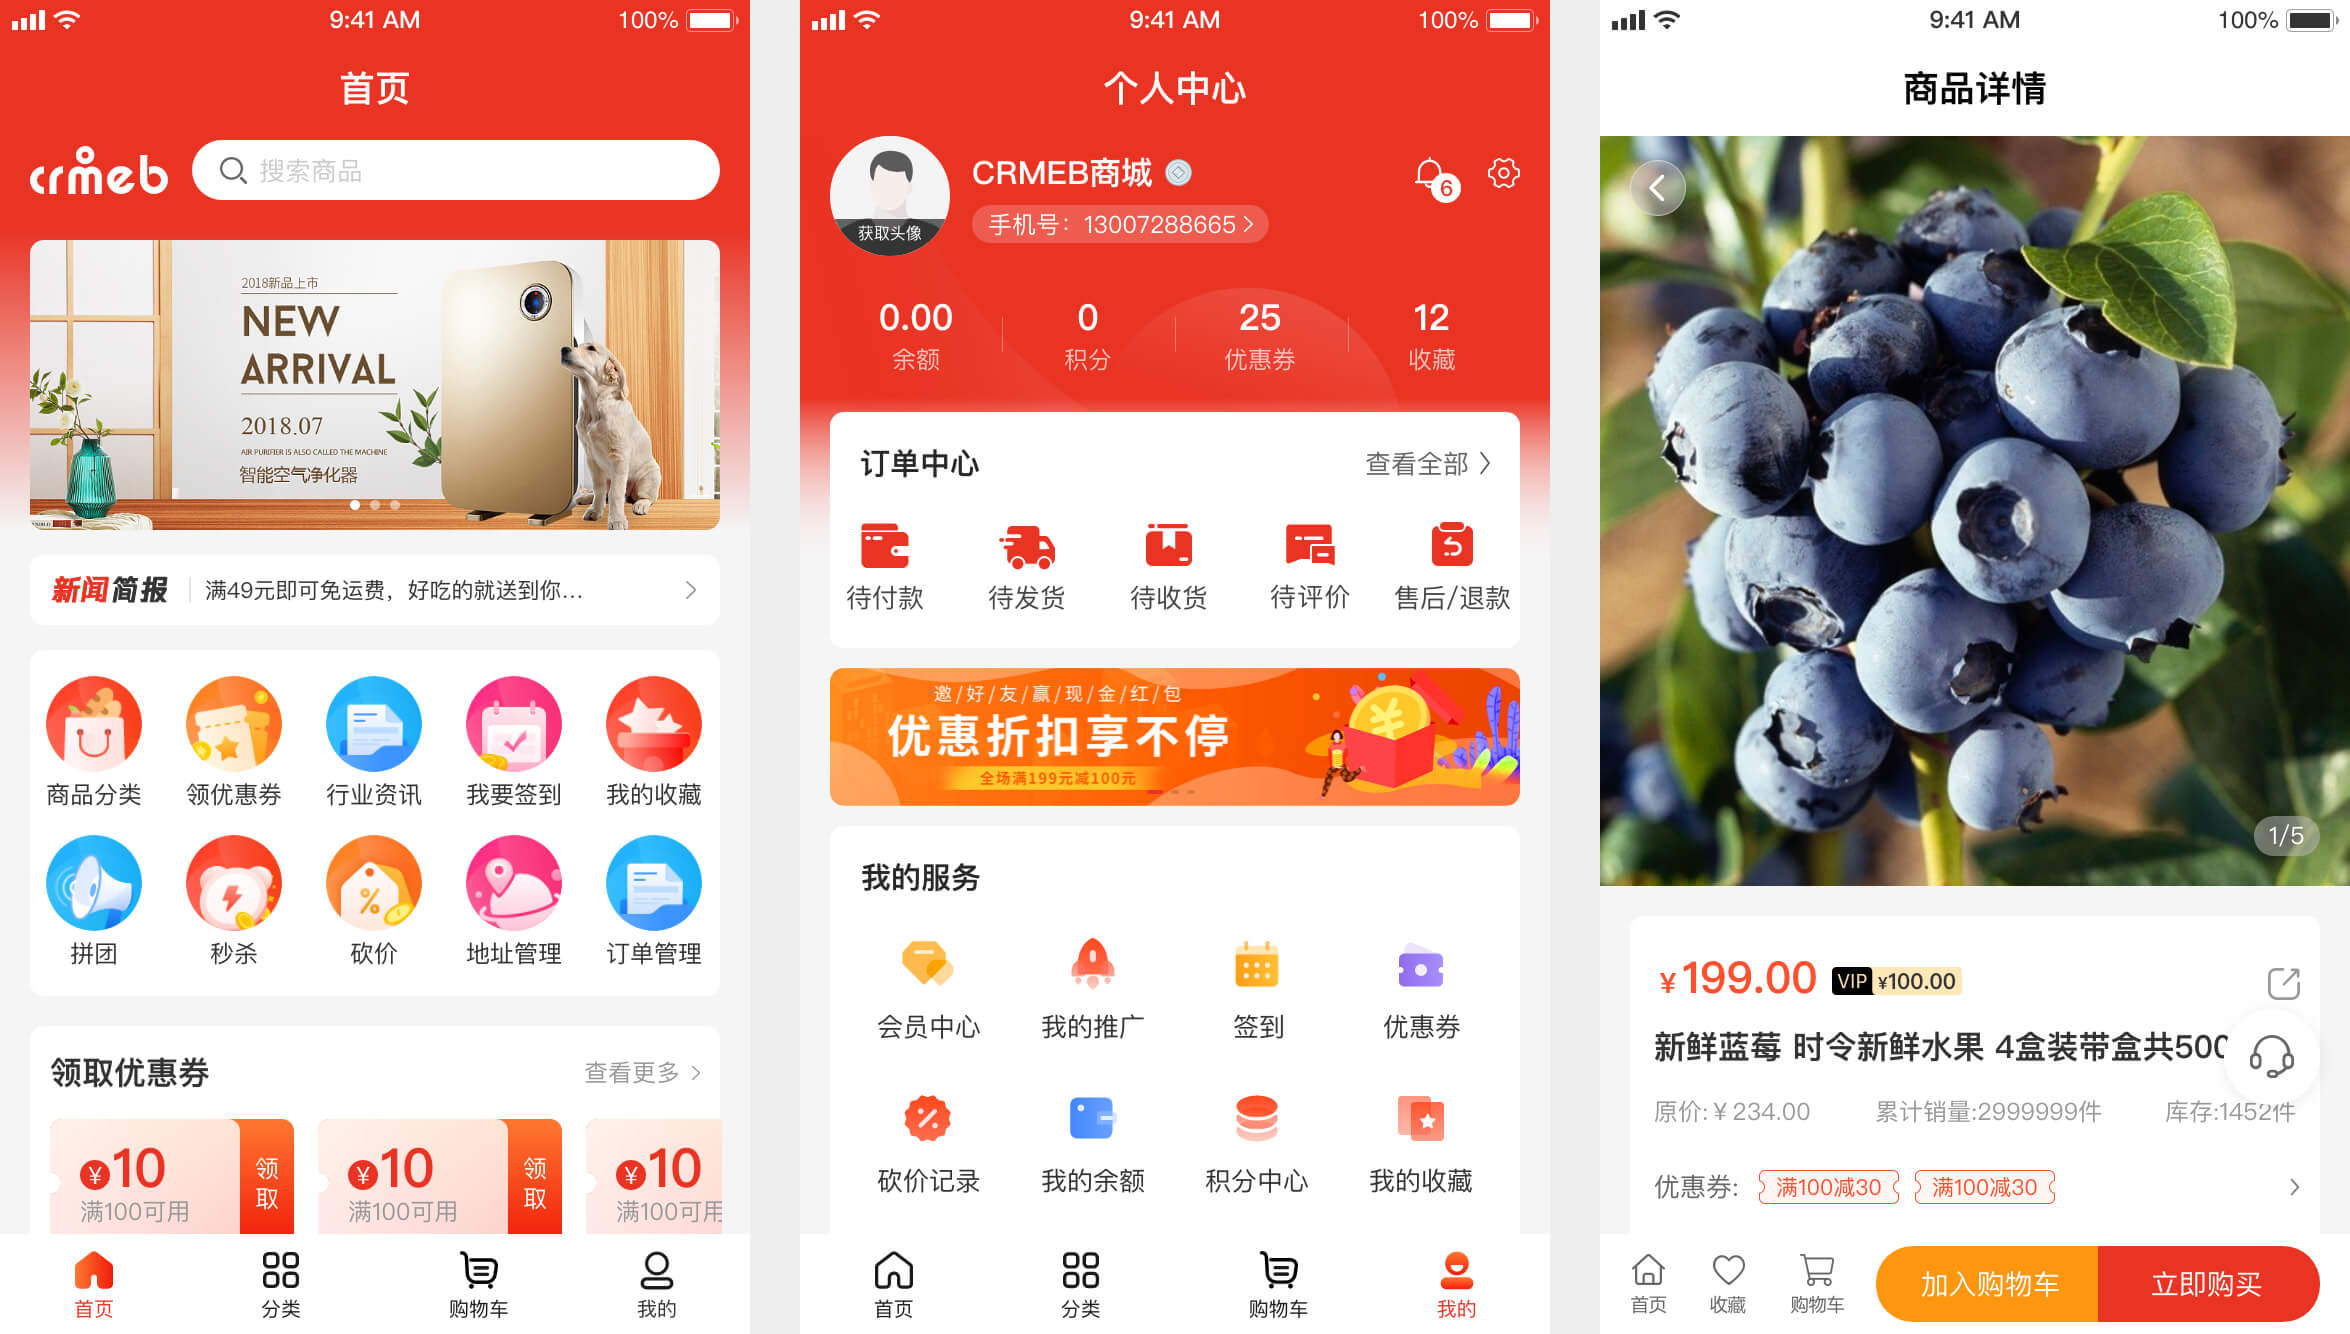 9:41 AM
100%
首页
crmeb
搜索商品
2018新品上市
NEW
ARRIVAL
2018.07
AIR PURIFIER IS ALSO CALLED THE MACHINE
智能空气净化器
新闻简报
满49元即可免运费，好吃的就送到你...
商品分类
领优惠券
行业资讯
我要签到
我的收藏
拼团
秒杀
砍价
地址管理
订单管理
领取优惠券
查看更多
¥10
满100可用
领取
¥10
满100可用
领取
¥10
满100可用
首页
分类
购物车
我的
9:41 AM
100%
个人中心
获取头像
CRMEB商城
手机号：13007288665
6
0.00
余额
0
积分
25
优惠券
12
收藏
订单中心
查看全部
待付款
待发货
待收货
待评价
售后/退款
邀/好/友/赢/现/金/红/包
优惠折扣享不停
全场满199元减100元
我的服务
会员中心
我的推广
签到
优惠券
砍价记录
我的余额
积分中心
我的收藏
首页
分类
购物车
我的
9:41 AM
100%
商品详情
1/5
¥199.00
VIP ¥100.00
新鲜蓝莓 时令新鲜水果 4盒装带盒共500
原价:¥234.00
累计销量:2999999件
库存:1452件
优惠券:
满100减30
满100减30
首页
收藏
购物车
加入购物车
立即购买